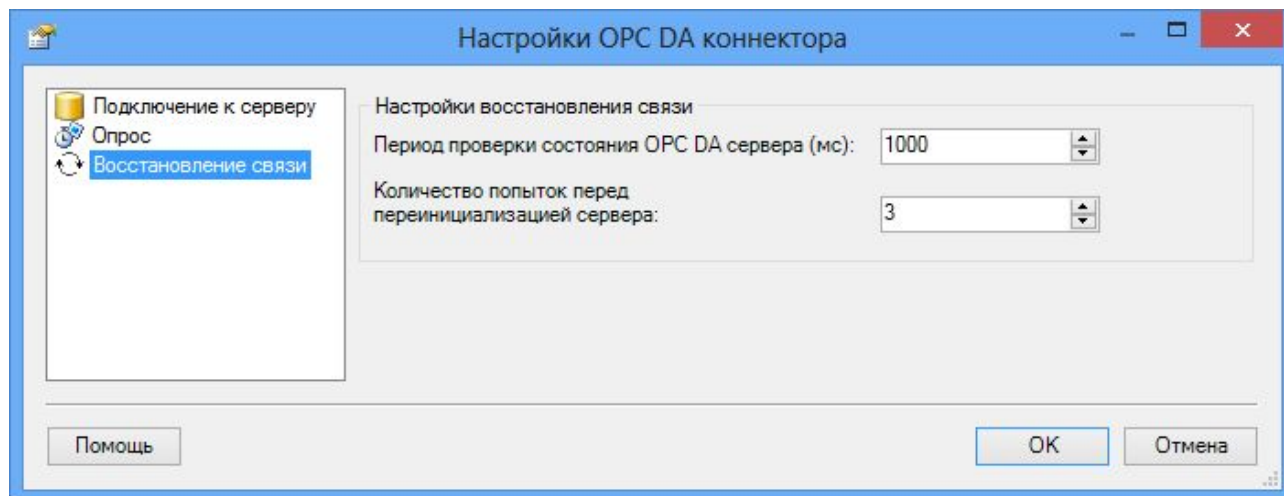 Настройки OPC DA коннектора
Подключение к серверу
Опрос
Восстановление связи
Настройки восстановления связи
Период проверки состояния OPC DA сервера (мс):
1000
Количество попыток перед
переинициализацией сервера:
3
Помощь
OK
Отмена